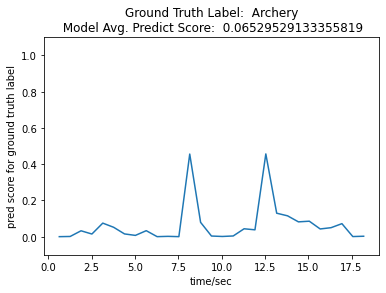 Ground Truth Label:  Archery
Model Avg. Predict Score:  0.06529529133355819
1.0
0.8
0.6
0.4
0.2
0.0
pred score for ground truth label
0.0 2.5 5.0 7.5 10.0 12.5 15.0 17.5
time/sec